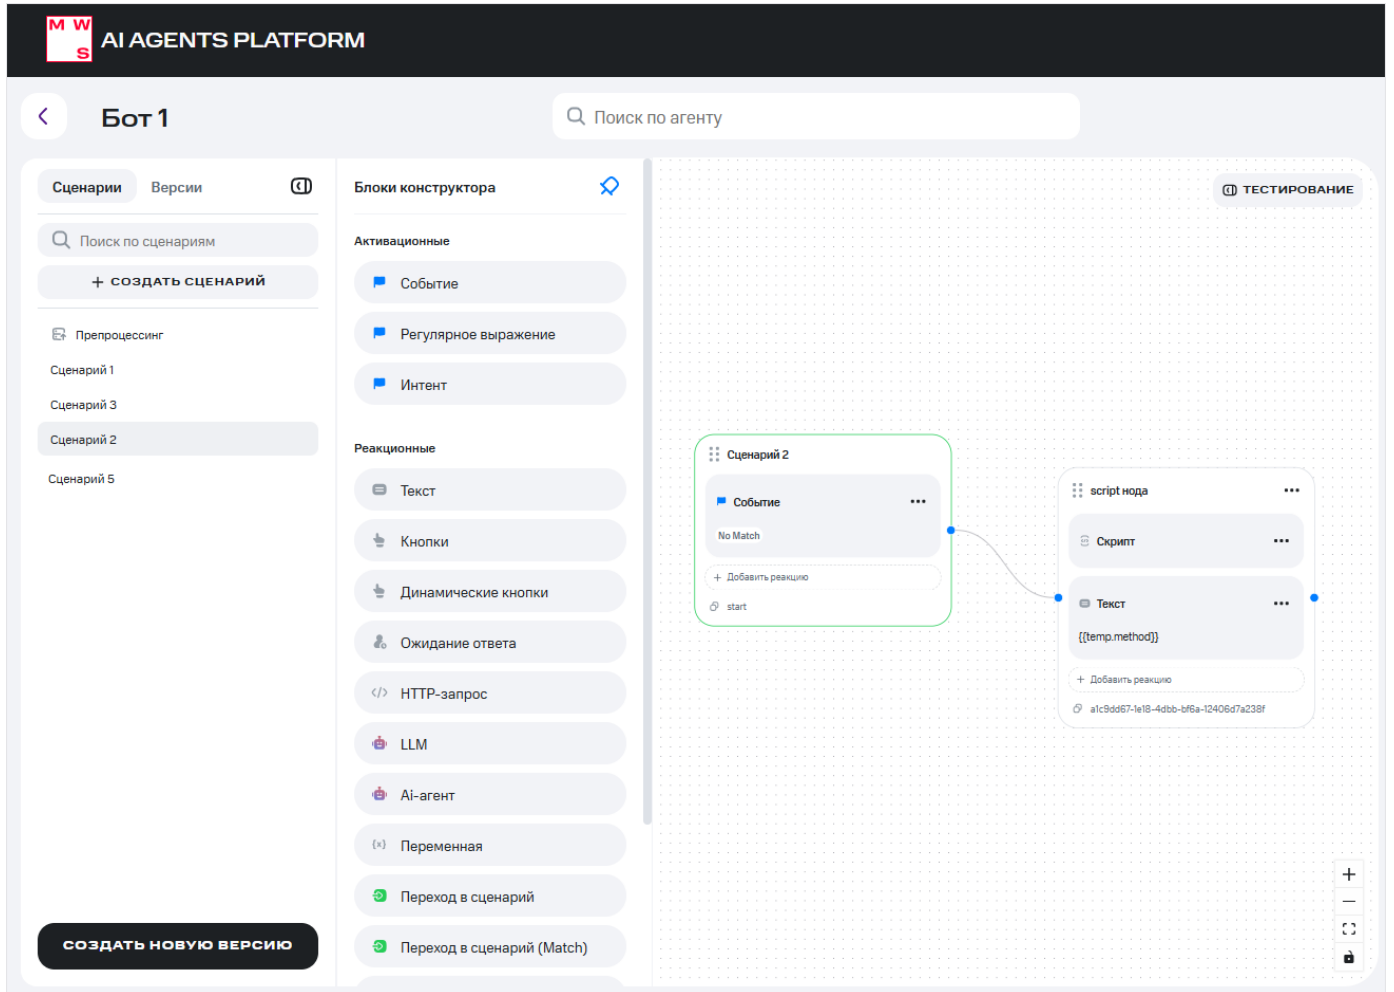 M W
S
AI AGENTS PLATFORM
Бот 1
Поиск по агенту
Сценарии
Версии
Поиск по сценариям
+ СОЗДАТЬ СЦЕНАРИЙ
Препроцессинг
Сценарий 1
Сценарий 3
Сценарий 2
Сценарий 5
СОЗДАТЬ НОВУЮ ВЕРСИЮ
Блоки конструктора
Активационные
Событие
Регулярное выражение
Интент
Реакционные
Текст
Кнопки
Динамические кнопки
Ожидание ответа
HTTP-запрос
LLM
Ai-агент
Переменная
Переход в сценарий
Переход в сценарий (Match)
ТЕСТИРОВАНИЕ
Сценарий 2
Событие
No Match
+ Добавить реакцию
start
script нода
Скрипт
Текст
{{temp.method}}
+ Добавить реакцию
a1c9dd67-1e18-4dbb-bf6a-12406d7a238f